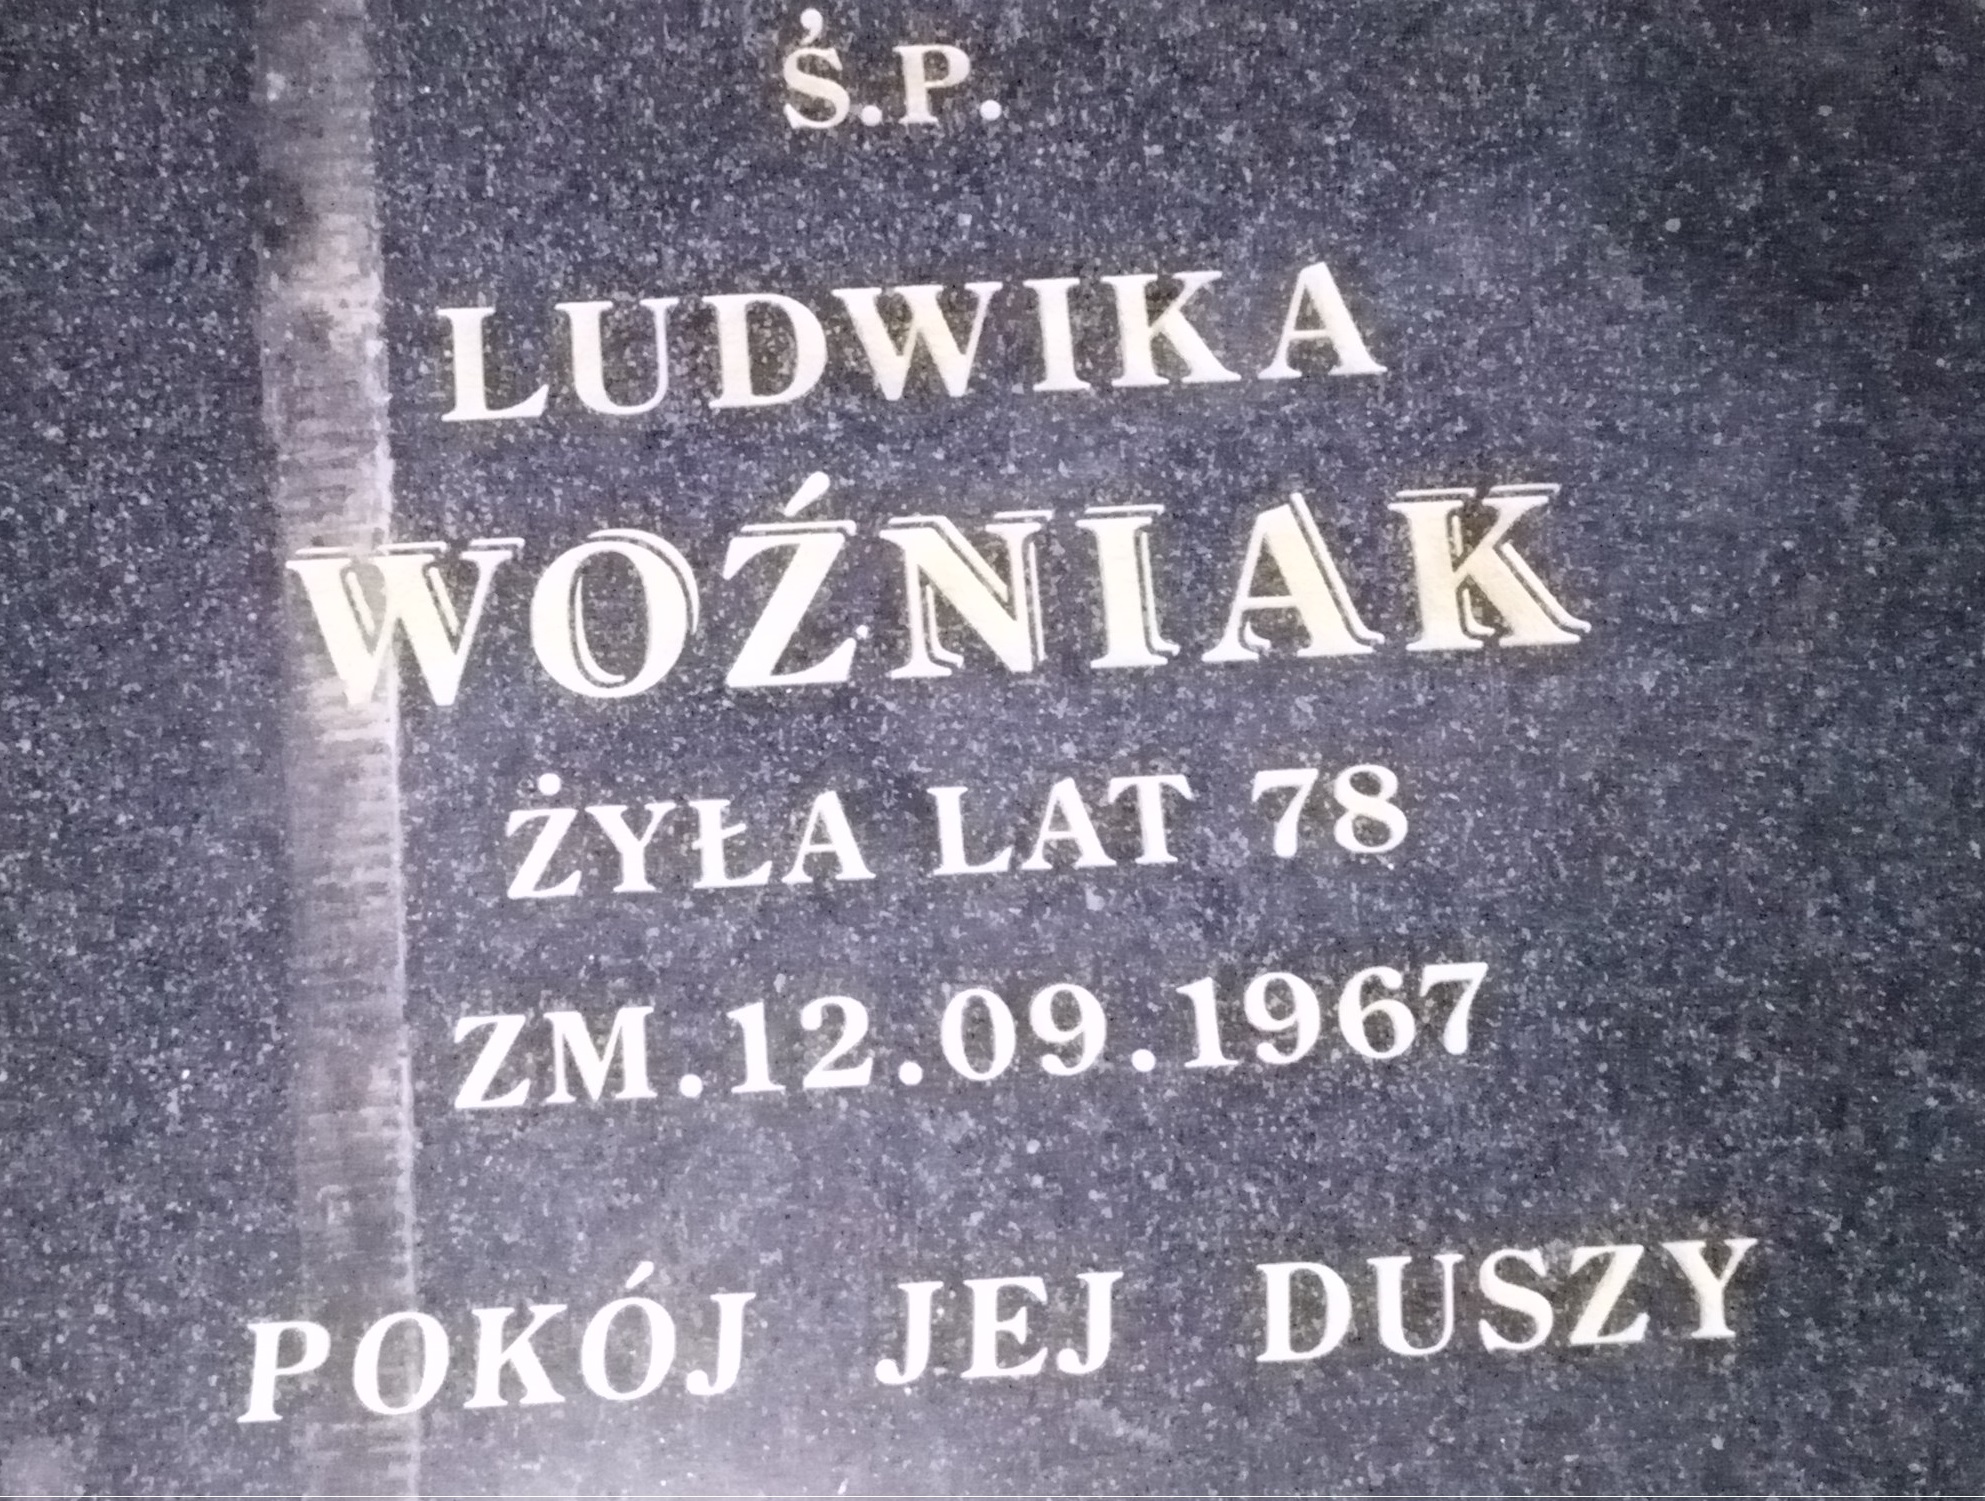 Ś.P.
LUDWIKA
WOŹNIAK
ŻYŁA LAT 78
ZM.12.09.1967
POKÓJ JEJ DUSZY